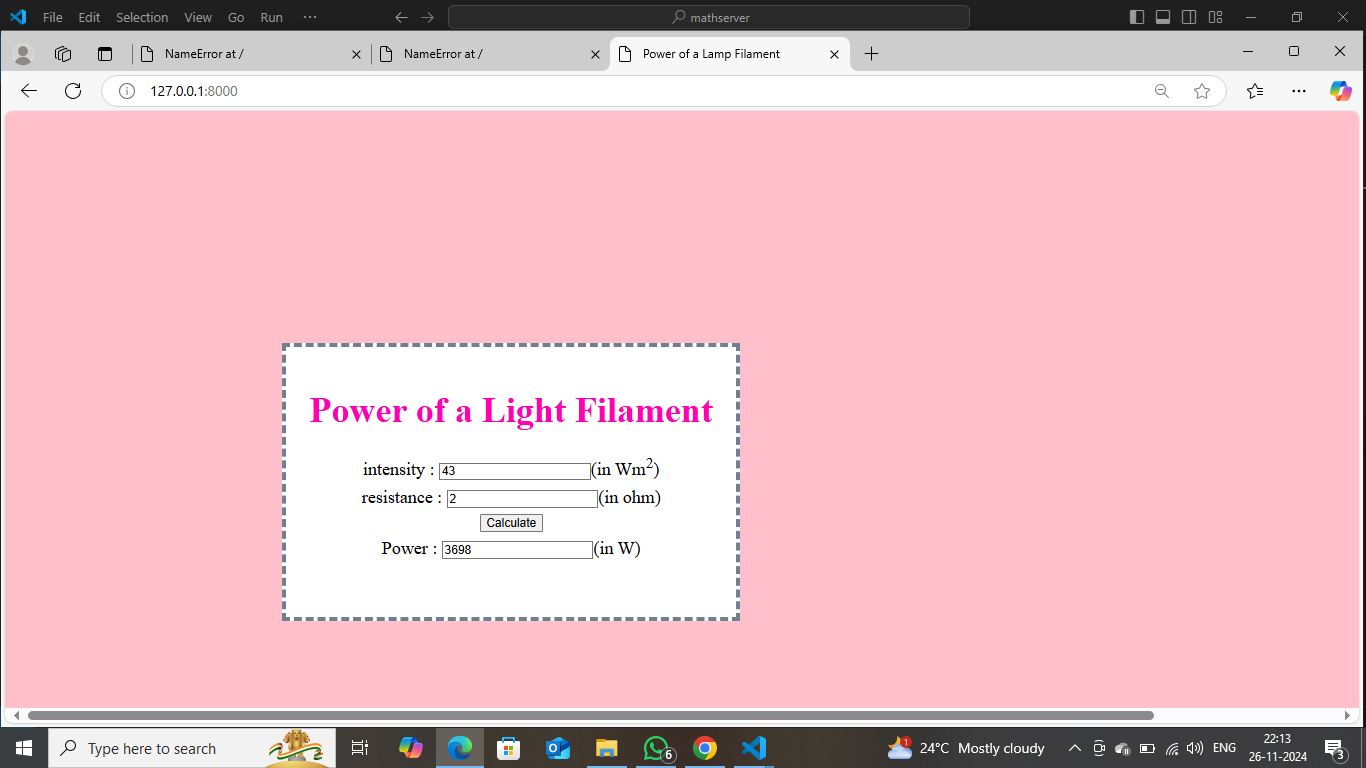 File Edit Selection View Go Run ··· mathserver
NameError at / NameError at / Power of a Lamp Filament
127.0.0.1:8000
Power of a Light Filament
intensity : 43 (in Wm2)
resistance : 2 (in ohm)
Calculate
Power : 3698 (in W)
Type here to search 6 1 24°C Mostly cloudy ENG 22:13
26-11-2024 3